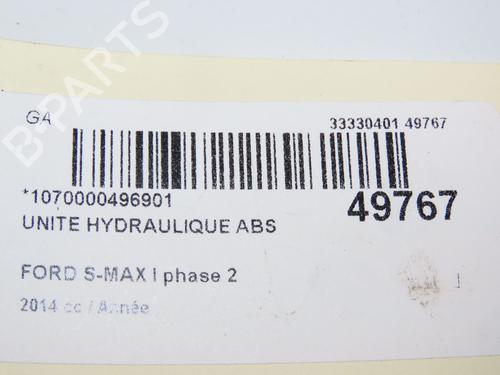 B-PARTS
GA
33330401 49767
*1070000496901
49767
UNITE HYDRAULIQUE ABS
FORD S-MAX I phase 2
2014 cc / Année